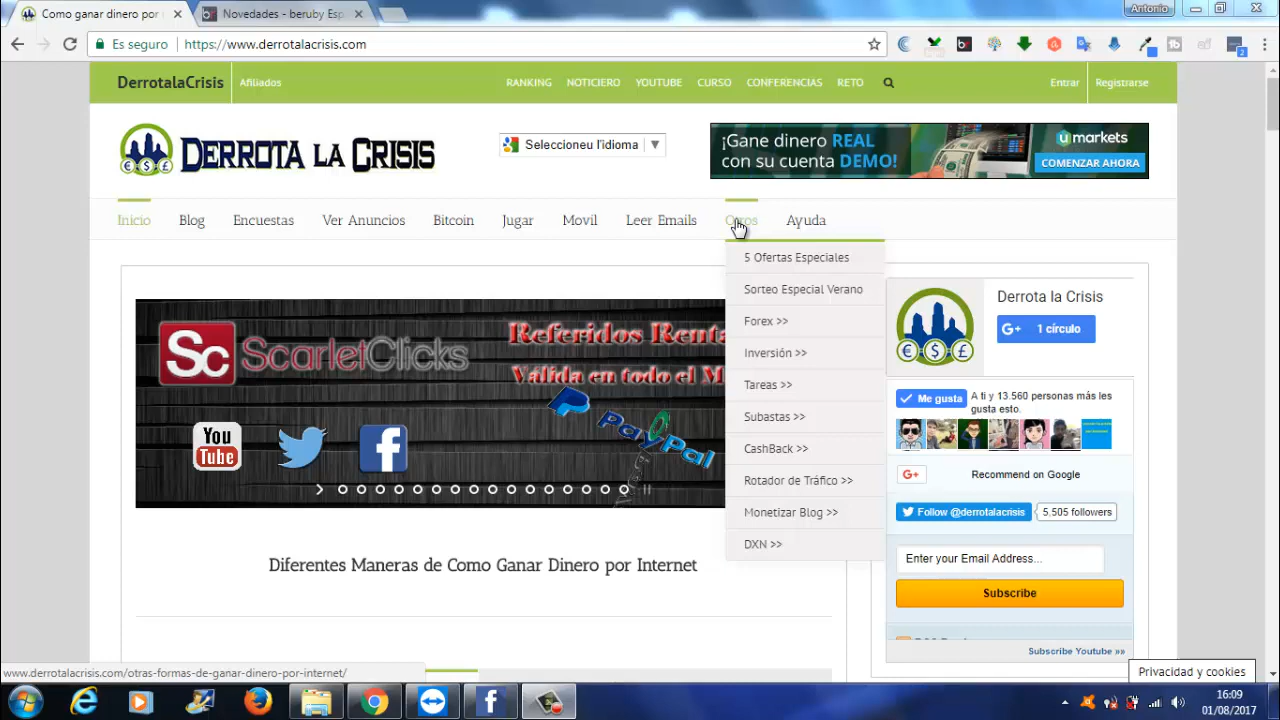 Como ganar dinero por in
Novedades - beruby Esp
Antonio
Es seguro
https://www.derrotalacrisis.com
DerrotalaCrisis
Afiliados
RANKING
NOTICIERO
YOUTUBE
CURSO
CONFERENCIAS
RETO
Entrar
Registrarse
DERROTA LA CRISIS
Seleccioneu l'idioma
¡Gane dinero REAL
con su cuenta DEMO!
umarkets
COMENZAR AHORA
Inicio
Blog
Encuestas
Ver Anuncios
Bitcoin
Jugar
Movil
Leer Emails
Otros
Ayuda
5 Ofertas Especiales
Sorteo Especial Verano
Forex >>
Inversión >>
Tareas >>
Subastas >>
CashBack >>
Rotador de Tráfico >>
Monetizar Blog >>
DXN >>
Sc ScarletClicks
Referidos Renta
Válida en todo el M
PayPal
You
Tube
Diferentes Maneras de Como Ganar Dinero por Internet
Derrota la Crisis
G+ 1 círculo
Me gusta
A ti y 13.560 personas más les
gusta esto.
G+
Recommend on Google
Follow @derrotalacrisis
5.505 followers
Enter your Email Address...
Subscribe
Subscribe Youtube »»
Privacidad y cookies
www.derrotalacrisis.com/otras-formas-de-ganar-dinero-por-internet/
16:09
01/08/2017